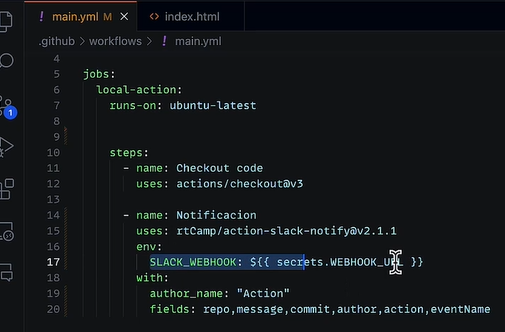 main.yml M
index.html
.github > workflows > main.yml
4
5 jobs:
6 local-action:
7 runs-on: ubuntu-latest
8
9
10 steps:
11 - name: Checkout code
12 uses: actions/checkout@v3
13
14 - name: Notificacion
15 uses: rtCamp/action-slack-notify@v2.1.1
16 env:
17 SLACK_WEBHOOK: ${{ secrets.WEBHOOK_URL }}
18 with:
19 author_name: "Action"
20 fields: repo,message,commit,author,action,eventName
1